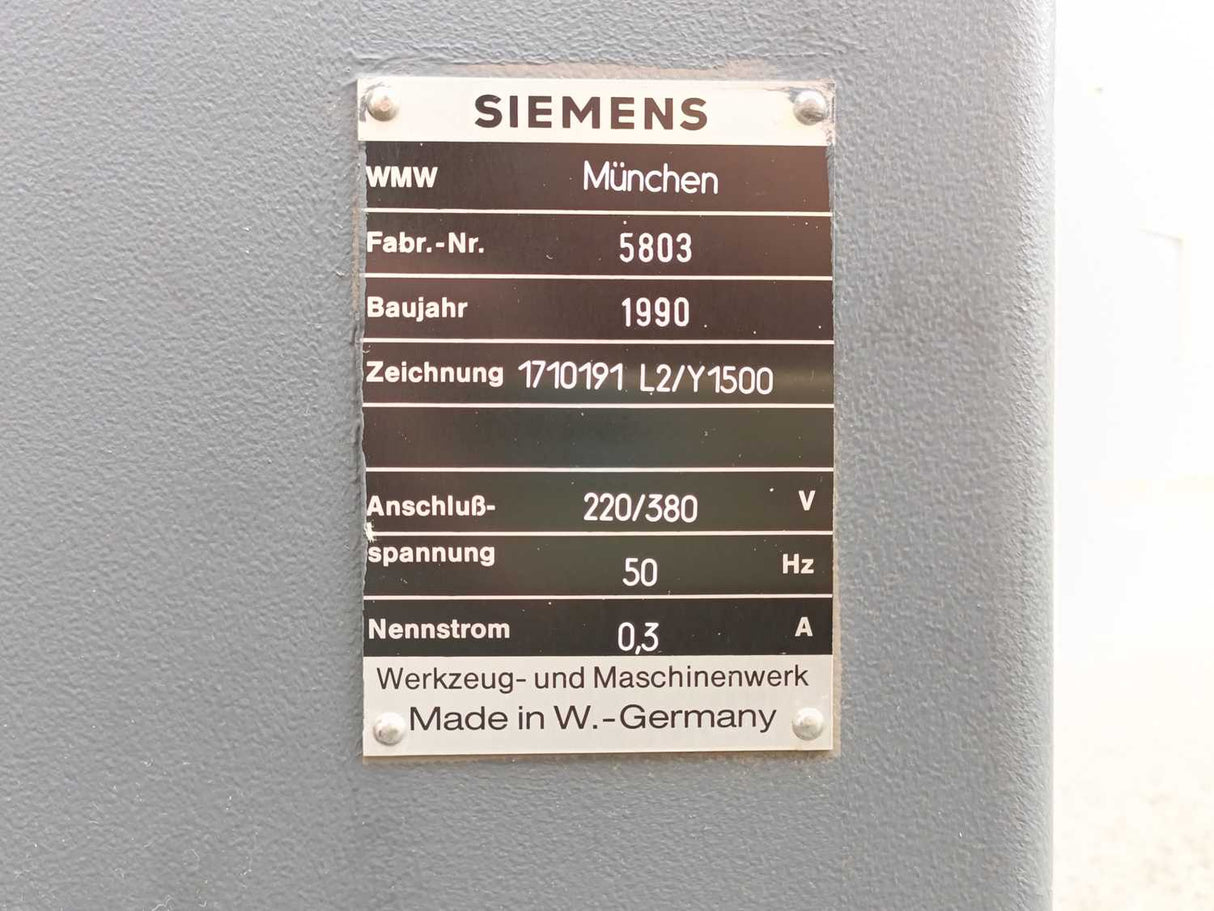 SIEMENS
WMW München
Fabr.-Nr. 5803
Baujahr 1990
Zeichnung 1710191 L2/Y1500
Anschluß- 220/380 V
spannung 50 Hz
Nennstrom 0,3 A
Werkzeug- und Maschinenwerk
Made in W.-Germany